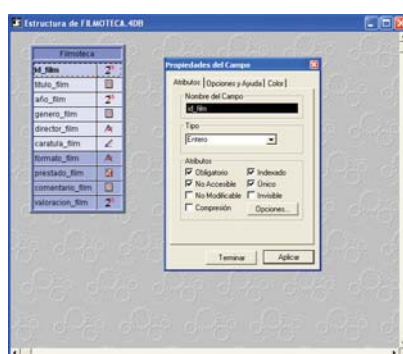 Estructura de FILMOTECA.4DB
Filmoteca
id_film
titulo_film
año_film
genero_film
director_film
caratula_film
formato_film
prestado_film
comentario_film
valoracion_film
Propiedades del Campo
Atributos
Opciones y Ayuda
Color
Nombre del Campo
id_film
Tipo
Entero
Atributos
Obligatorio
Indexado
No Accesible
Único
No Modificable
Invisible
Compresión
Opciones...
Terminar
Aplicar